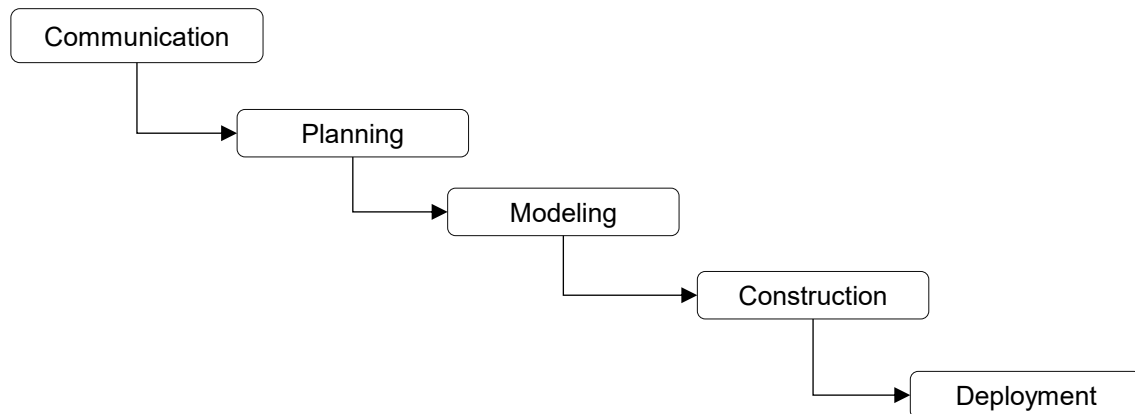 Communication
Planning
Modeling
Construction
Deployment